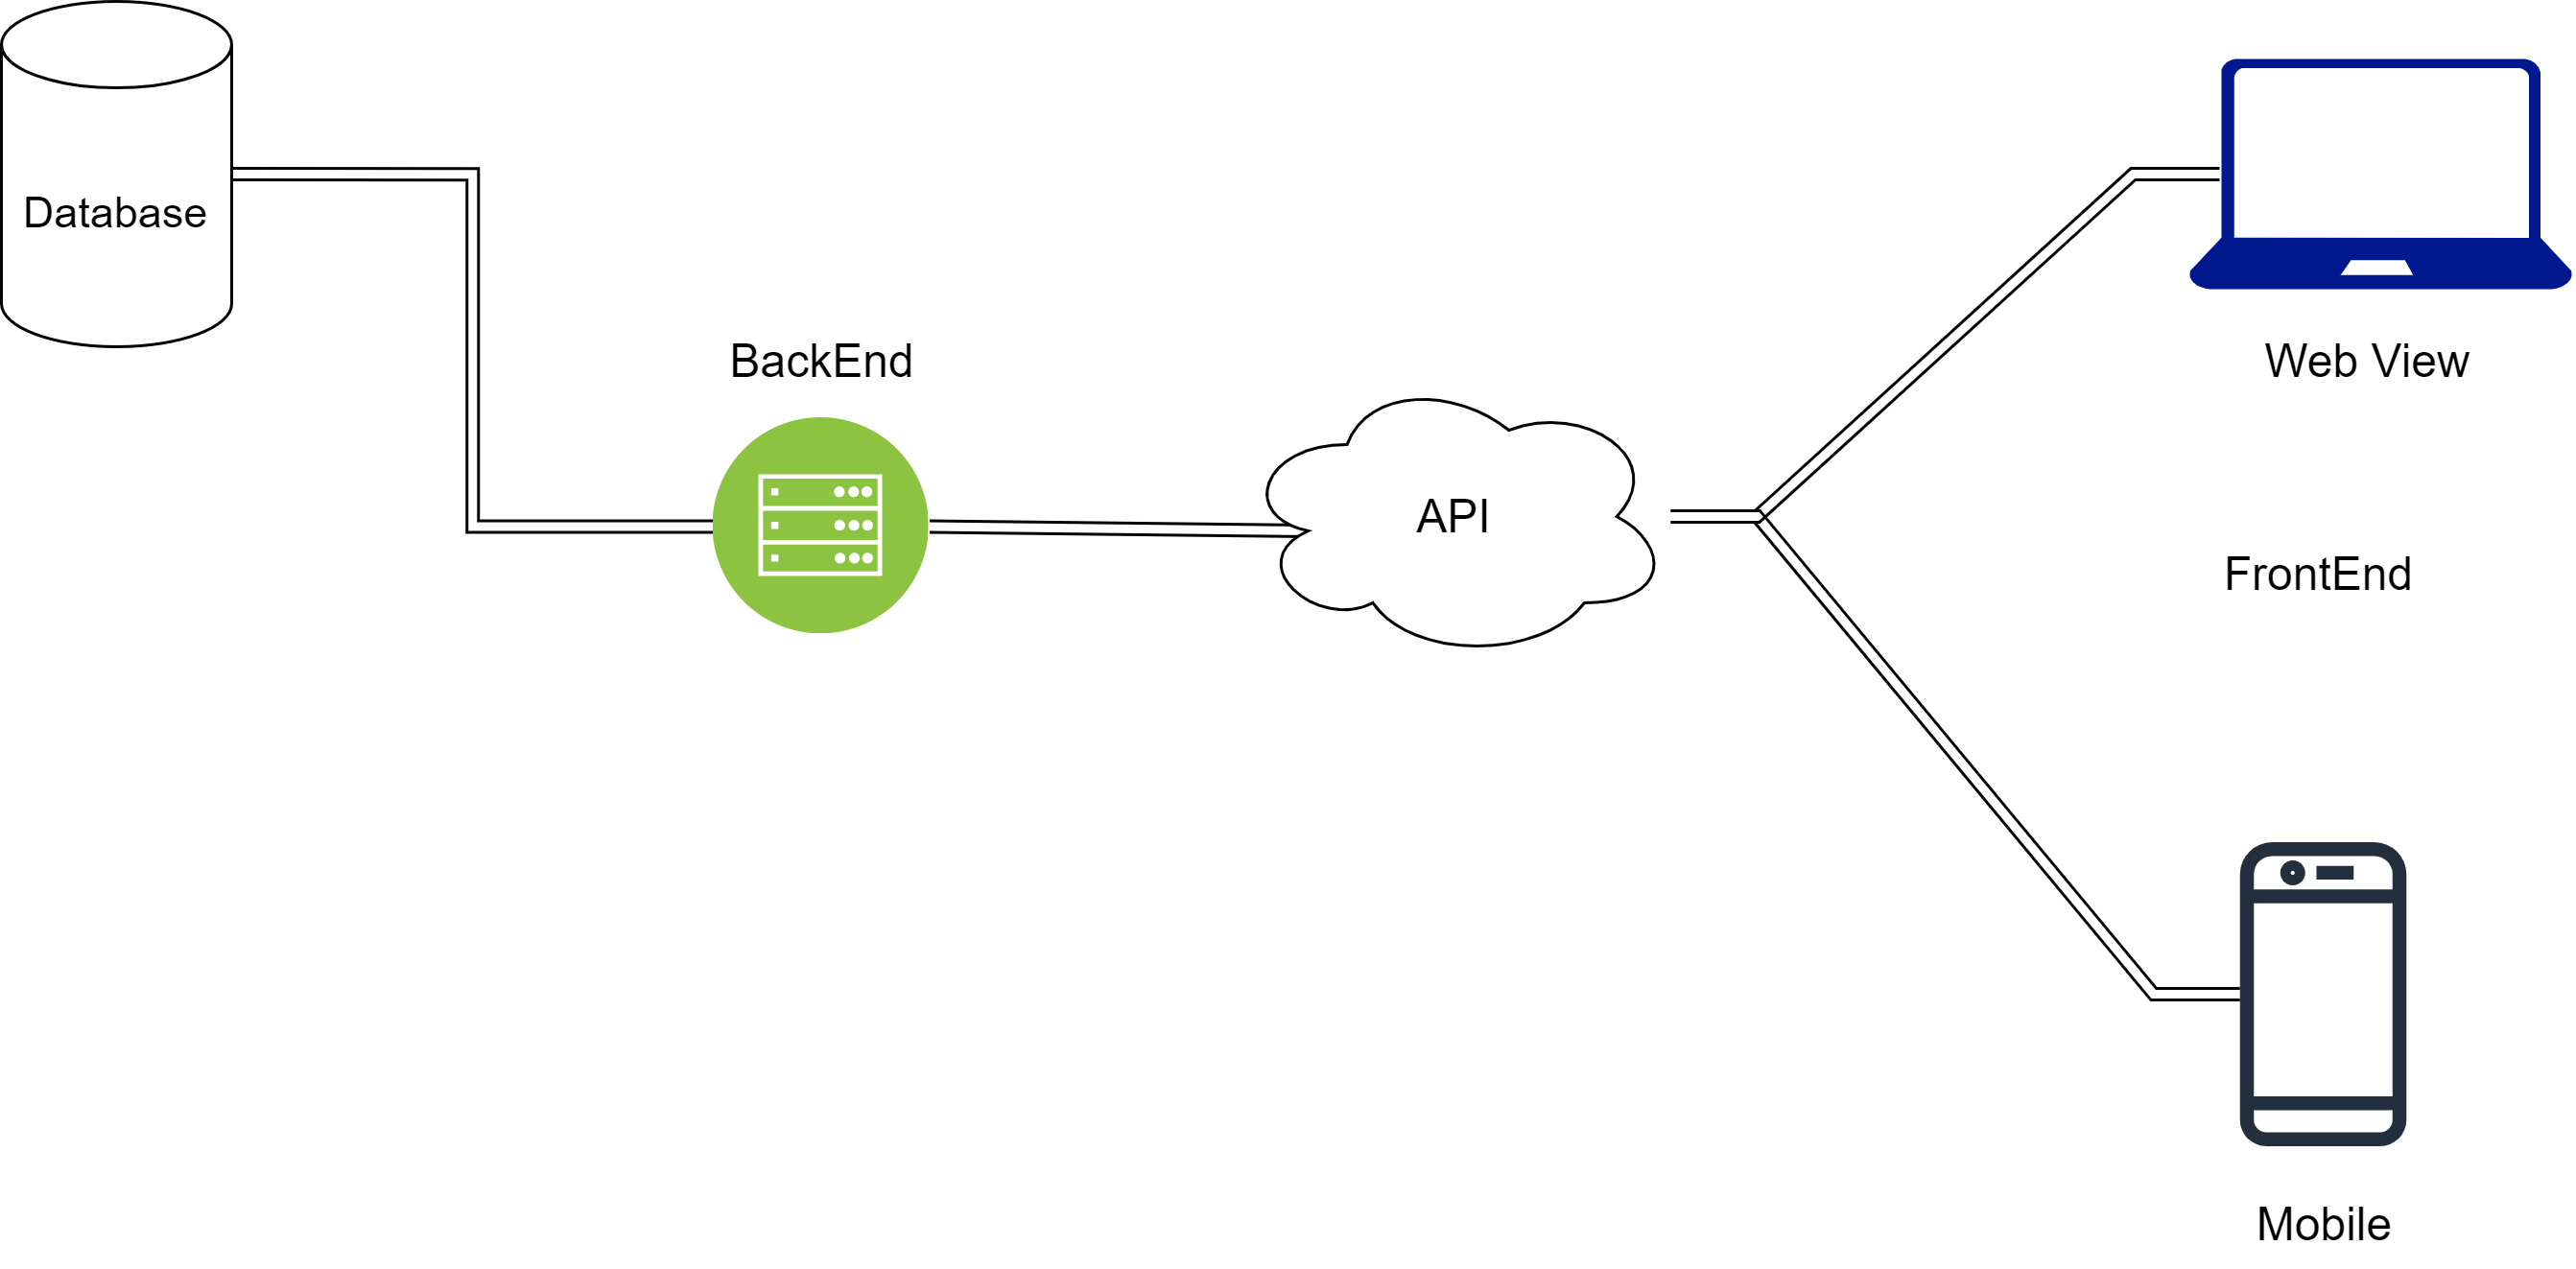 Database
BackEnd
API
Web View
FrontEnd
Mobile